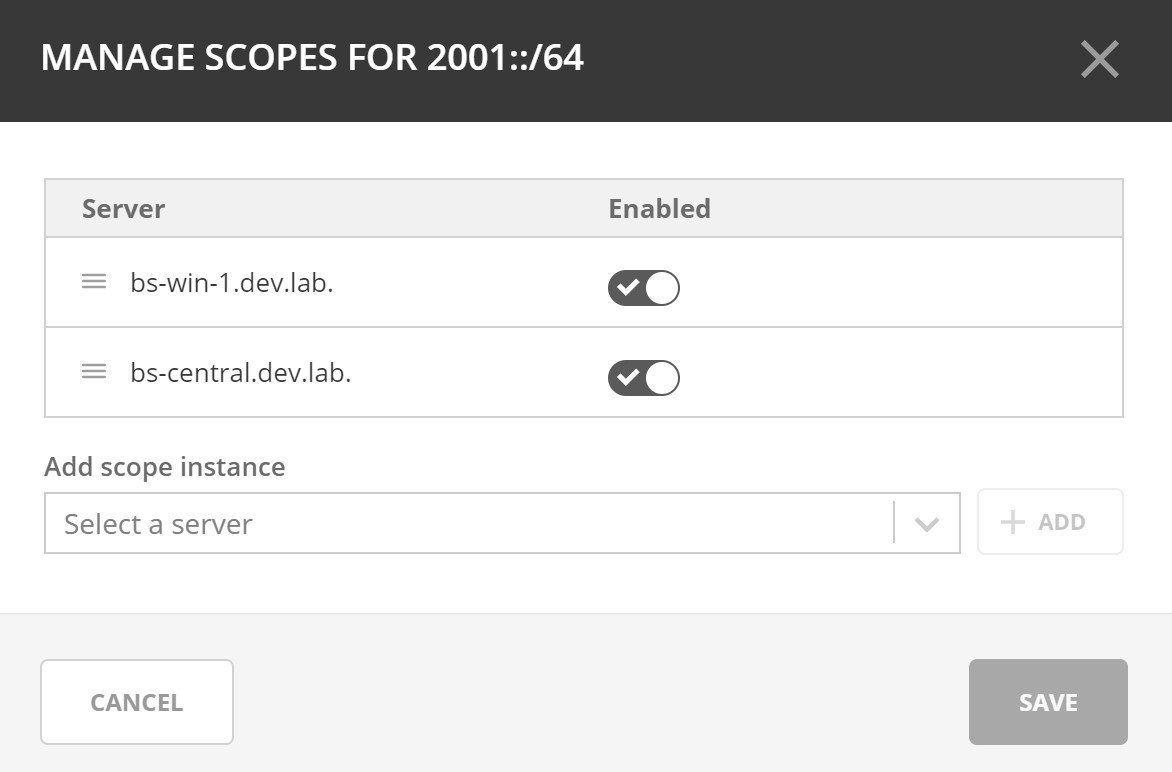 MANAGE SCOPES FOR 2001::/64
Server Enabled
bs-win-1.dev.lab.
bs-central.dev.lab.
Add scope instance
Select a server
ADD
CANCEL SAVE